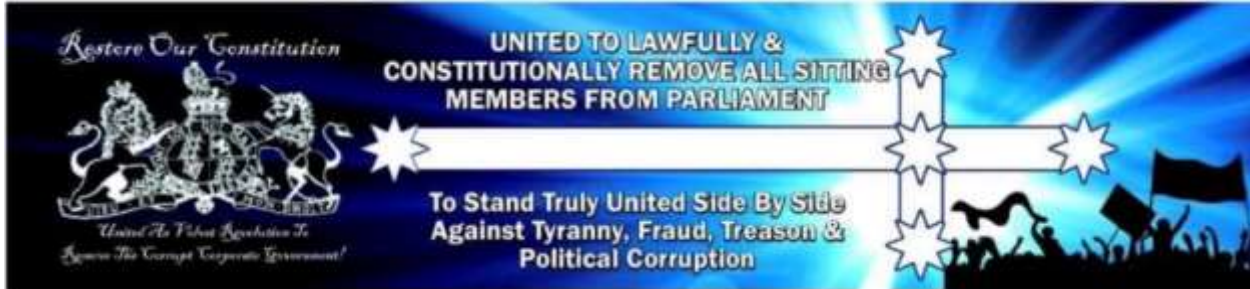 Restore Our Constitution
United As Velvet Revolution To
Remove The Corrupt Corporate Government!
UNITED TO LAWFULLY &
CONSTITUTIONALLY REMOVE ALL SITTING
MEMBERS FROM PARLIAMENT
To Stand Truly United Side By Side
Against Tyranny, Fraud, Treason &
Political Corruption